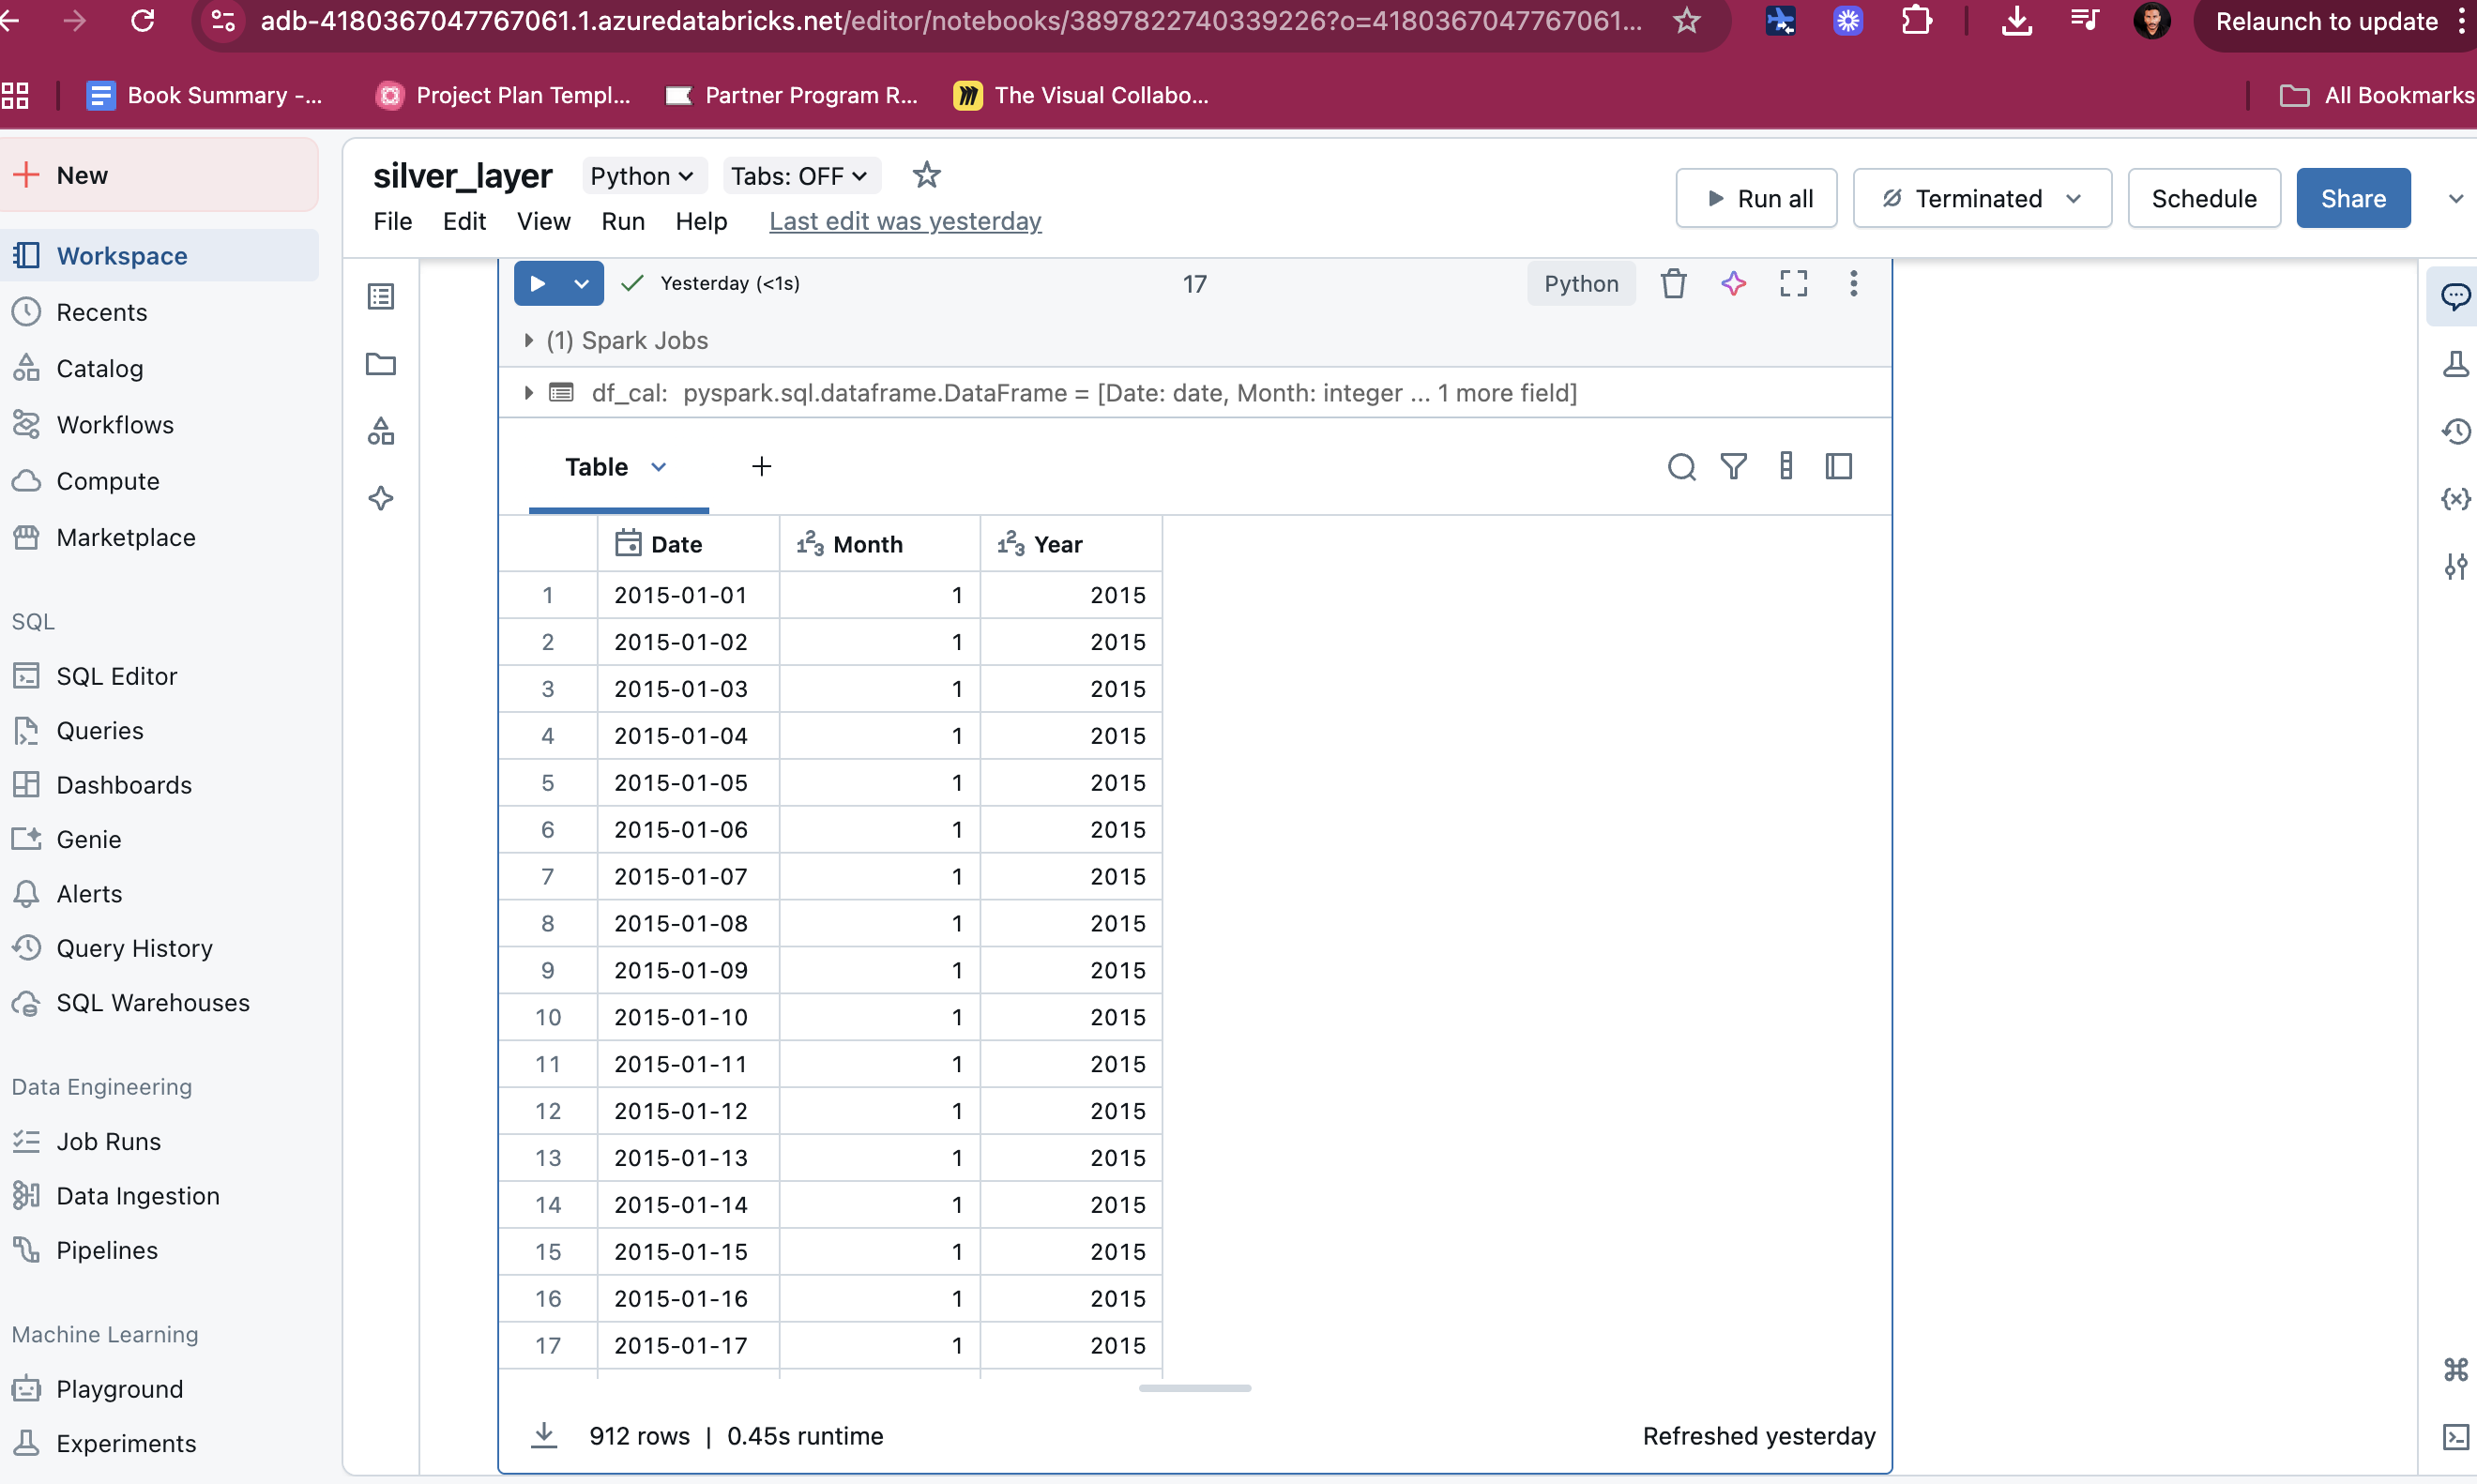 adb-4180367047767061.1.azuredatabricks.net/editor/notebooks/3897822740339226?o=4180367047767061...
Relaunch to update
Book Summary -...
Project Plan Templ...
Partner Program R...
The Visual Collabo...
All Bookmarks
New
Workspace
Recents
Catalog
Workflows
Compute
Marketplace
SQL
SQL Editor
Queries
Dashboards
Genie
Alerts
Query History
SQL Warehouses
Data Engineering
Job Runs
Data Ingestion
Pipelines
Machine Learning
Playground
Experiments
silver_layer Python Tabs: OFF
File Edit View Run Help Last edit was yesterday
Run all Terminated Schedule Share
Yesterday (<1s) 17 Python
(1) Spark Jobs
df_cal: pyspark.sql.dataframe.DataFrame = [Date: date, Month: integer ... 1 more field]
Table +
Date 123 Month 123 Year
1 2015-01-01 1 2015
2 2015-01-02 1 2015
3 2015-01-03 1 2015
4 2015-01-04 1 2015
5 2015-01-05 1 2015
6 2015-01-06 1 2015
7 2015-01-07 1 2015
8 2015-01-08 1 2015
9 2015-01-09 1 2015
10 2015-01-10 1 2015
11 2015-01-11 1 2015
12 2015-01-12 1 2015
13 2015-01-13 1 2015
14 2015-01-14 1 2015
15 2015-01-15 1 2015
16 2015-01-16 1 2015
17 2015-01-17 1 2015
912 rows | 0.45s runtime
Refreshed yesterday